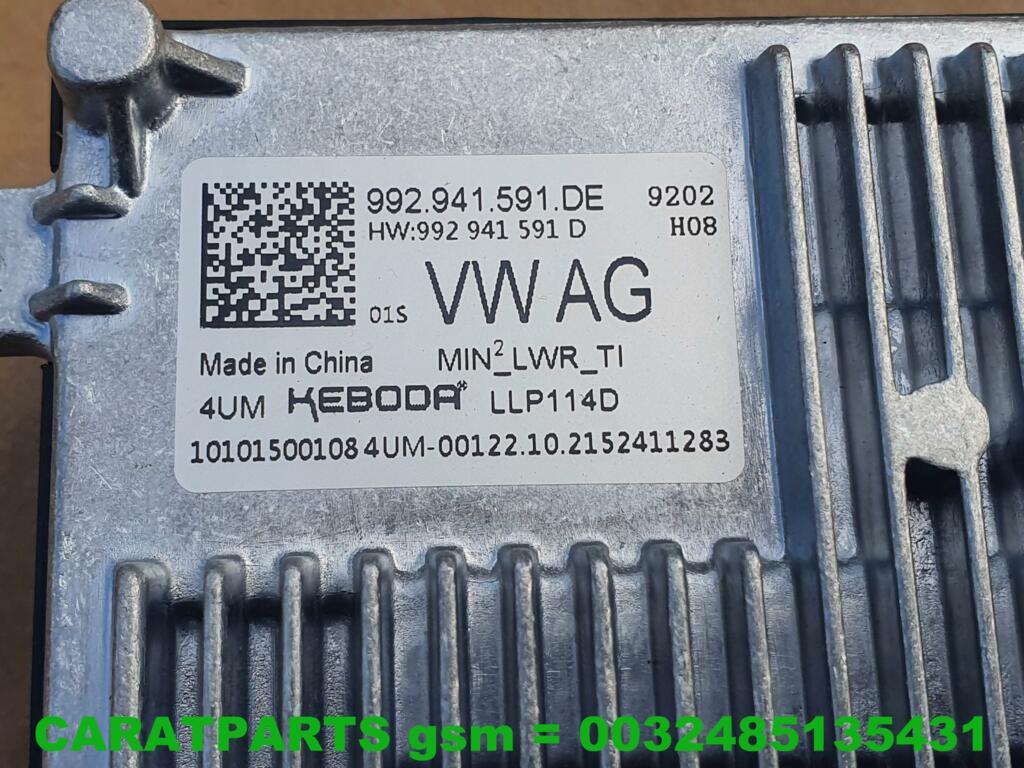 992.941.591.DE 9202
HW:992 941 591 D H08
01S VW AG
Made in China MIN²_LWR_TI
4UM KEBODA LLP114D
10101500108 4UM-00122.10.2152411283
CARATPARTS gsm = 0032485135431